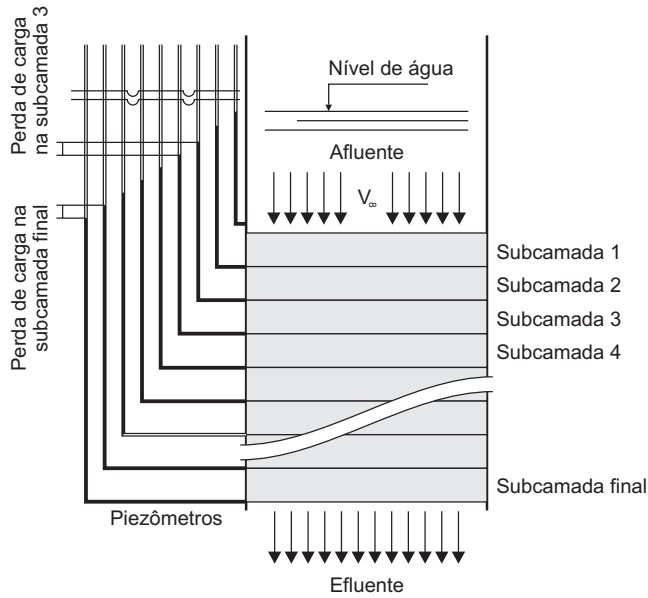 Perda de carga
na subcamada 3
Perda de carga na
subcamada final
Nível de água
Afluente
V∞
Subcamada 1
Subcamada 2
Subcamada 3
Subcamada 4
Subcamada final
Piezômetros
Efluente